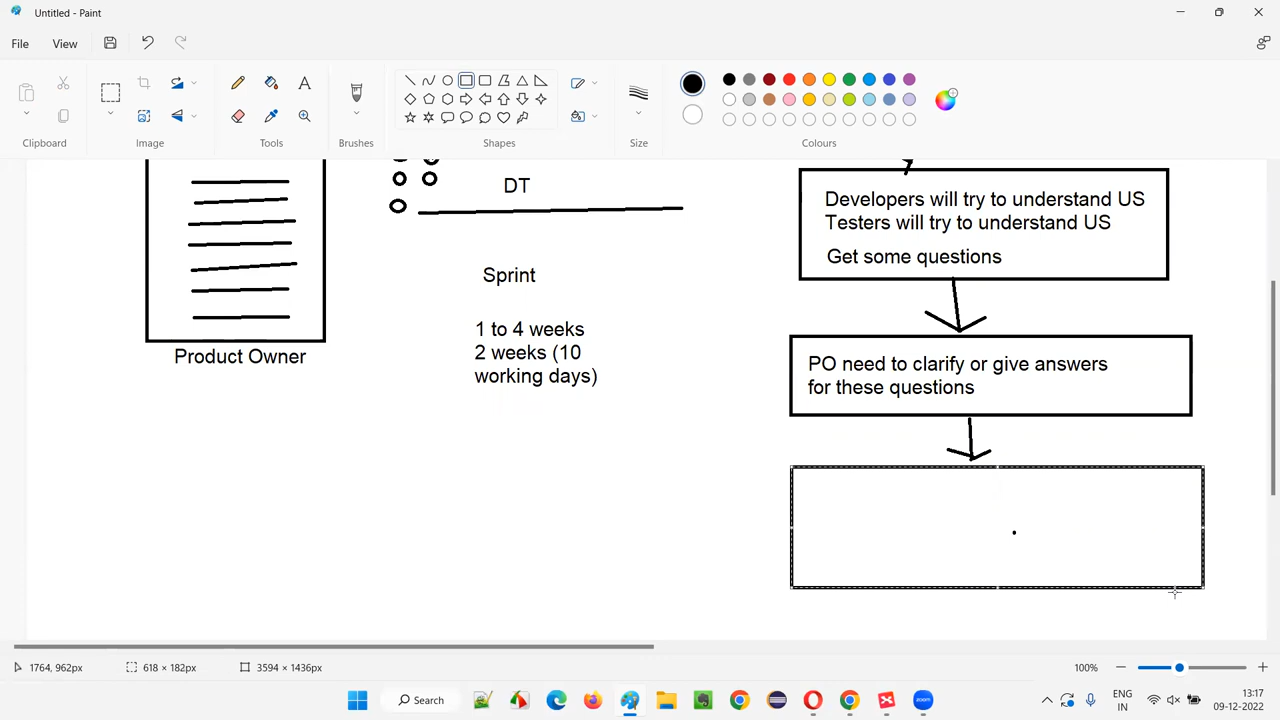 Untitled - Paint
File View
Clipboard
Image
Tools
Brushes
Shapes
Size
Colours
A
DT
Sprint
1 to 4 weeks
2 weeks (10
working days)
Product Owner
Developers will try to understand US
Testers will try to understand US
Get some questions
PO need to clarify or give answers
for these questions
1764, 962px
618 × 182px
3594 × 1436px
100%
Search
zoom
ENG
IN
13:17
09-12-2022